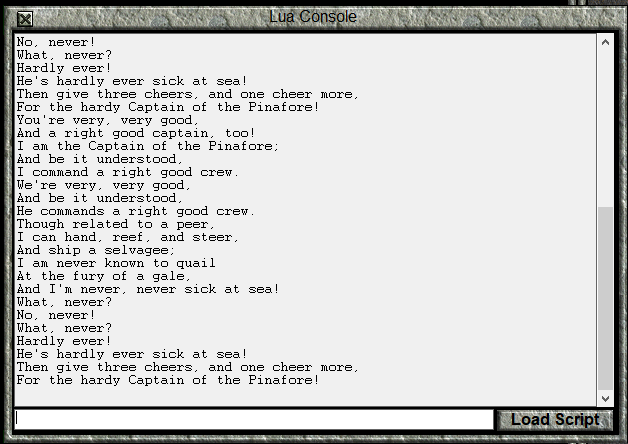 Lua Console
No, never!
What, never?
Hardly ever!
He's hardly ever sick at sea!
Then give three cheers, and one cheer more,
For the hardy Captain of the Pinafore!
You're very, very good,
And a right good captain, too!
I am the Captain of the Pinafore;
And be it understood,
I command a right good crew.
We're very, very good,
And be it understood,
He commands a right good crew.
Though related to a peer,
I can hand, reef, and steer,
And ship a selvagee;
I am never known to quail
At the fury of a gale,
And I'm never, never sick at sea!
What, never?
No, never!
What, never?
Hardly ever!
He's hardly ever sick at sea!
Then give three cheers, and one cheer more,
For the hardy Captain of the Pinafore!
Load Script